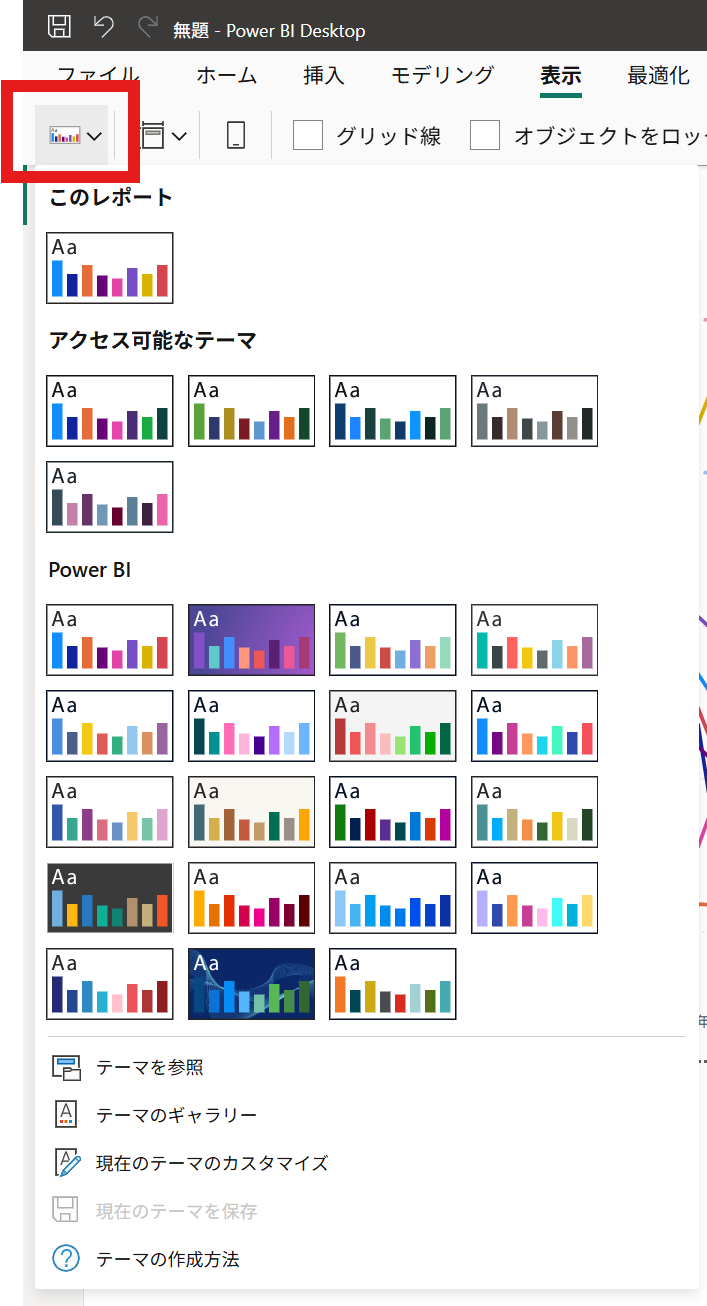 無題 - Power BI Desktop
ファイル ホーム 挿入 モデリング 表示 最適化
グリッド線 オブジェクトをロッ
このレポート
Aa
アクセス可能なテーマ
Aa Aa Aa Aa
Aa
Power BI
Aa Aa Aa Aa
Aa Aa Aa Aa
Aa Aa Aa Aa
Aa Aa Aa Aa
Aa Aa Aa
年
テーマを参照
テーマのギャラリー
現在のテーマのカスタマイズ
現在のテーマを保存
テーマの作成方法